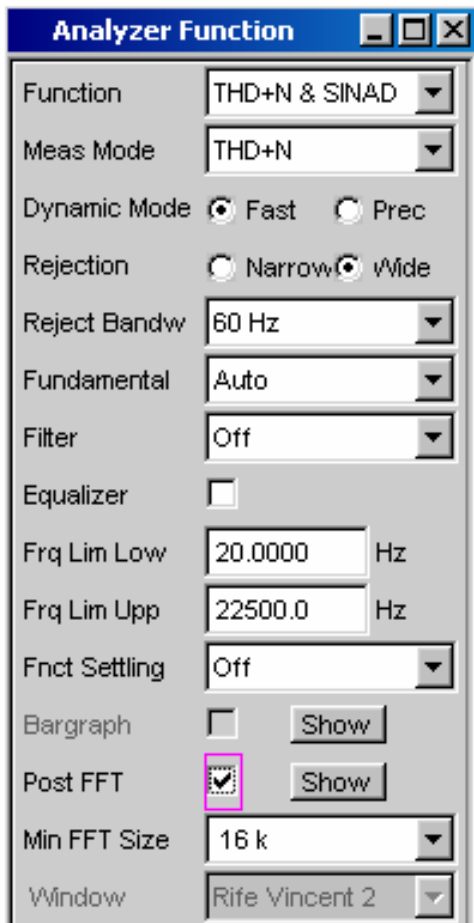 Analyzer Function
Function THD+N & SINAD
Meas Mode THD+N
Dynamic Mode Fast Prec
Rejection Narrow Wide
Reject Bandw 60 Hz
Fundamental Auto
Filter Off
Equalizer
Frq Lim Low 20.0000 Hz
Frq Lim Upp 22500.0 Hz
Fnct Settling Off
Bargraph Show
Post FFT Show
Min FFT Size 16 k
Window Rife Vincent 2